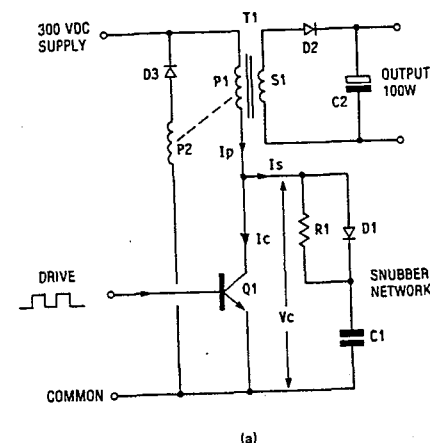 T1
300 VDC
SUPPLY
D2
D3
P1
S1
OUTPUT
100W
C2
P2
Ip
Is
R1
D1
Ic
SNUBBER
NETWORK
DRIVE
Q1
Vc
C1
COMMON
(a)